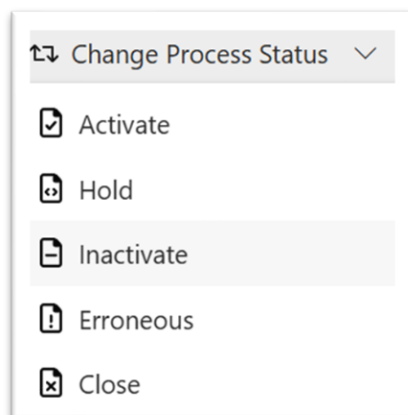 Change Process Status
Activate
Hold
Inactivate
Erroneous
Close